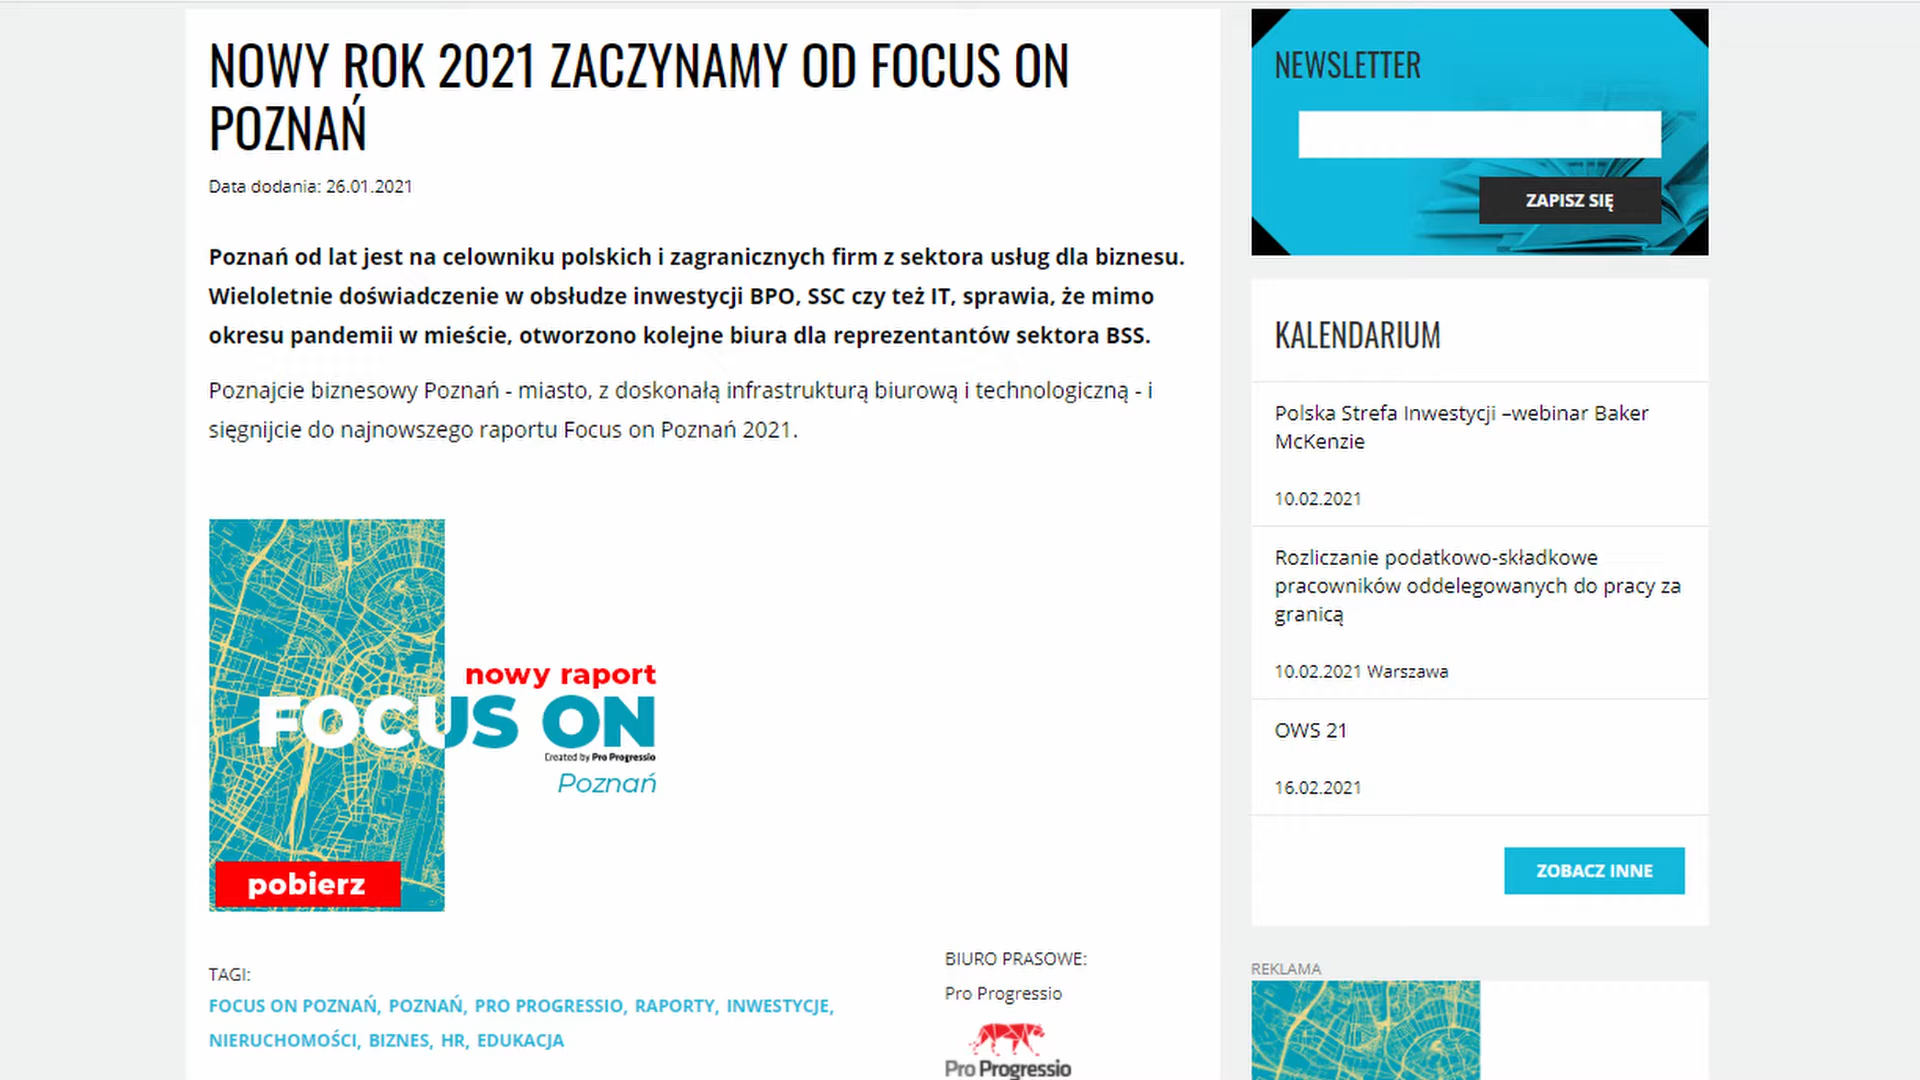 NOWY ROK 2021 ZACZYNAMY OD FOCUS ON
POZNAŃ
Data dodania: 26.01.2021
Poznań od lat jest na celowniku polskich i zagranicznych firm z sektora usług dla biznesu.
Wieloletnie doświadczenie w obsłudze inwestycji BPO, SSC czy też IT, sprawia, że mimo
okresu pandemii w mieście, otworzono kolejne biura dla reprezentantów sektora BSS.
Poznajcie biznesowy Poznań - miasto, z doskonałą infrastrukturą biurową i technologiczną - i
sięgnijcie do najnowszego raportu Focus on Poznań 2021.
nowy raport
FOCUS ON
Created by Pro Progressio
Poznań
pobierz
TAGI:
FOCUS ON POZNAŃ, POZNAŃ, PRO PROGRESSIO, RAPORTY, INWESTYCJE,
NIERUCHOMOŚCI, BIZNES, HR, EDUKACJA
BIURO PRASOWE:
Pro Progressio
Pro Progressio
NEWSLETTER
ZAPISZ SIĘ
KALENDARIUM
Polska Strefa Inwestycji –webinar Baker
McKenzie
10.02.2021
Rozliczanie podatkowo-składkowe
pracowników oddelegowanych do pracy za
granicą
10.02.2021 Warszawa
OWS 21
16.02.2021
ZOBACZ INNE
REKLAMA